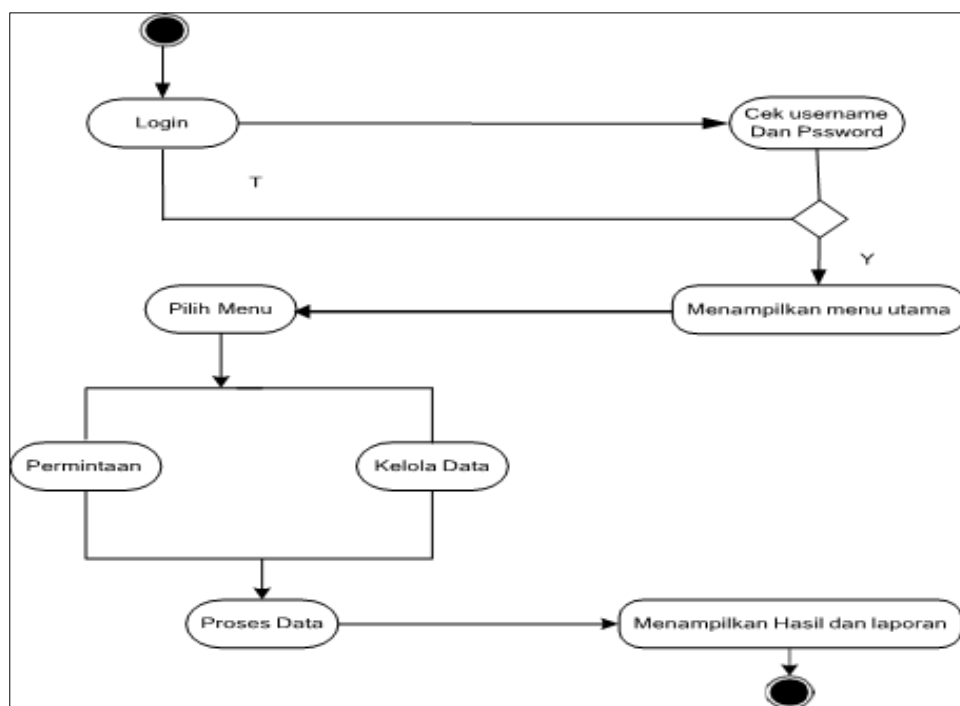 Login
Cek username
Dan Pssword
T
Y
Pilih Menu
Menampilkan menu utama
Permintaan
Kelola Data
Proses Data
Menampilkan Hasil dan laporan